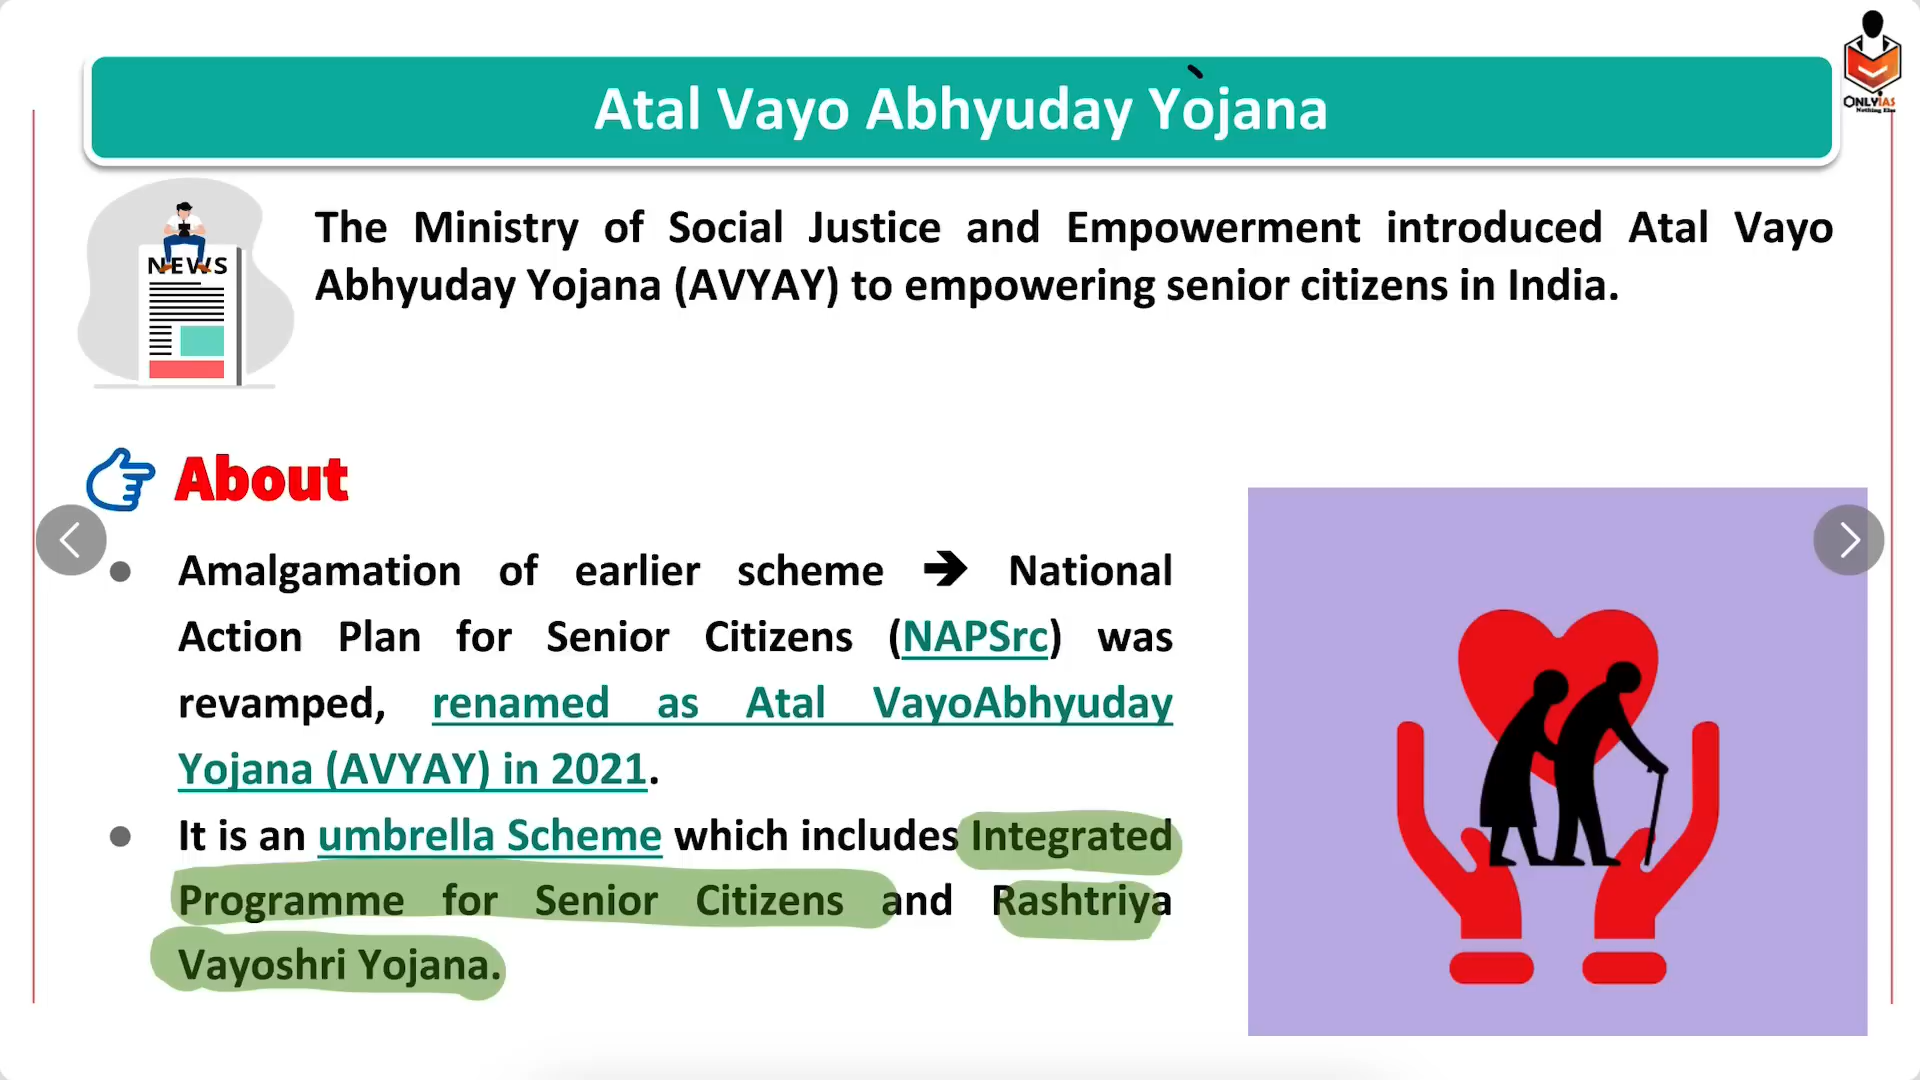 Atal Vayo Abhyuday Yojana
ONLYIAS
Nothing Else
The Ministry of Social Justice and Empowerment introduced Atal Vayo
Abhyuday Yojana (AVYAY) to empowering senior citizens in India.
NEWS
About
Amalgamation of earlier scheme ➔ National
Action Plan for Senior Citizens (NAPSrc) was
revamped, renamed as Atal VayoAbhyuday
Yojana (AVYAY) in 2021.
It is an umbrella Scheme which includes Integrated
Programme for Senior Citizens and Rashtriya
Vayoshri Yojana.